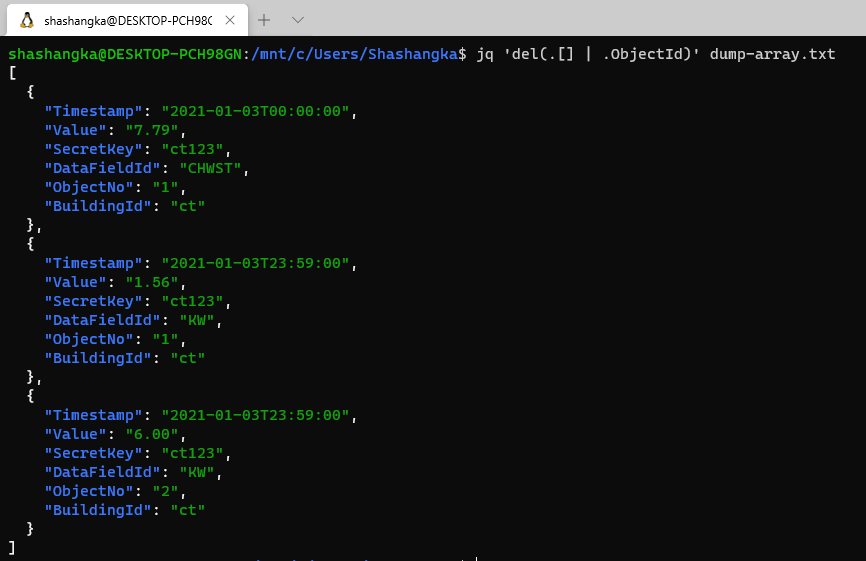 shashangka@DESKTOP-PCH98G
shashangka@DESKTOP-PCH98GN:/mnt/c/Users/Shashangka$ jq 'del(.[] | .ObjectId)' dump-array.txt
[
  {
    "Timestamp": "2021-01-03T00:00:00",
    "Value": "7.79",
    "SecretKey": "ct123",
    "DataFieldId": "CHWST",
    "ObjectNo": "1",
    "BuildingId": "ct"
  },
  {
    "Timestamp": "2021-01-03T23:59:00",
    "Value": "1.56",
    "SecretKey": "ct123",
    "DataFieldId": "KW",
    "ObjectNo": "1",
    "BuildingId": "ct"
  },
  {
    "Timestamp": "2021-01-03T23:59:00",
    "Value": "6.00",
    "SecretKey": "ct123",
    "DataFieldId": "KW",
    "ObjectNo": "2",
    "BuildingId": "ct"
  }
]